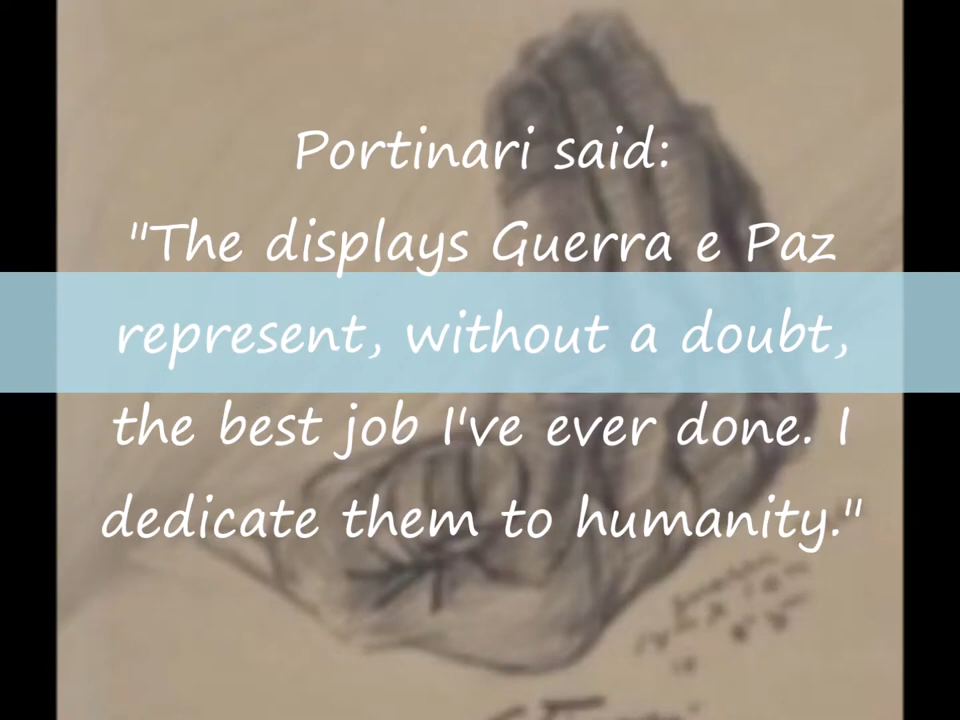 Portinari said:
"The displays Guerra e Paz
represent, without a doubt,
the best job I've ever done. I
dedicate them to humanity."